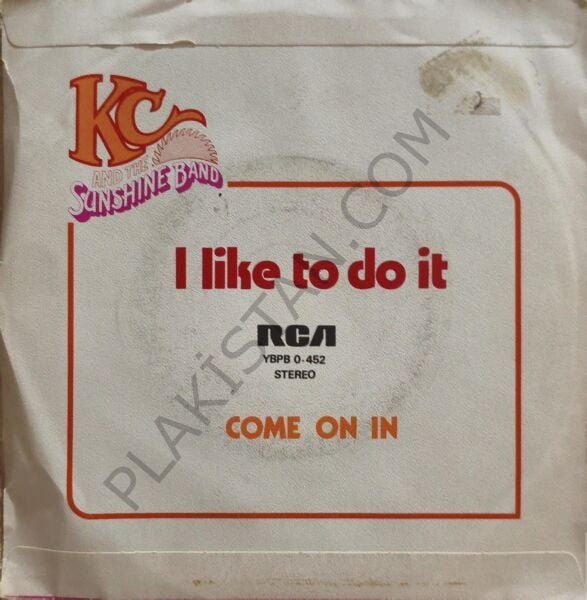 KC
AND THE
SUNSHINE BAND
I like to do it
RCA
YBPB 0-452
STEREO
COME ON IN
PLAKİSTAN.COM